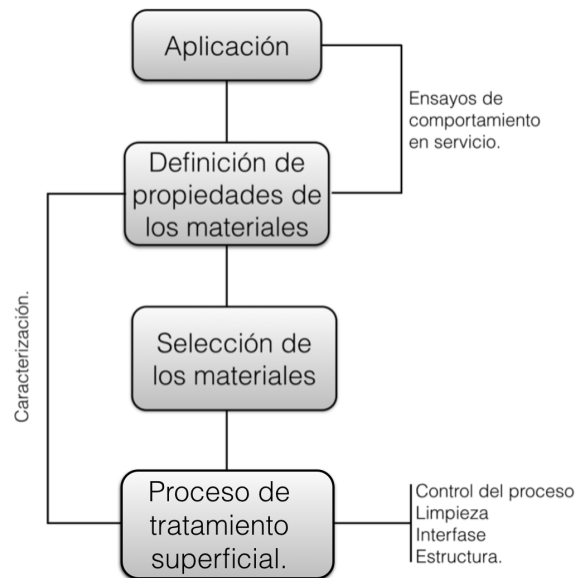 Aplicación
Ensayos de
comportamiento
en servicio.
Definición de
propiedades de
los materiales
Caracterización.
Selección de
los materiales
Proceso de
tratamiento
superficial.
Control del proceso
Limpieza
Interfase
Estructura.